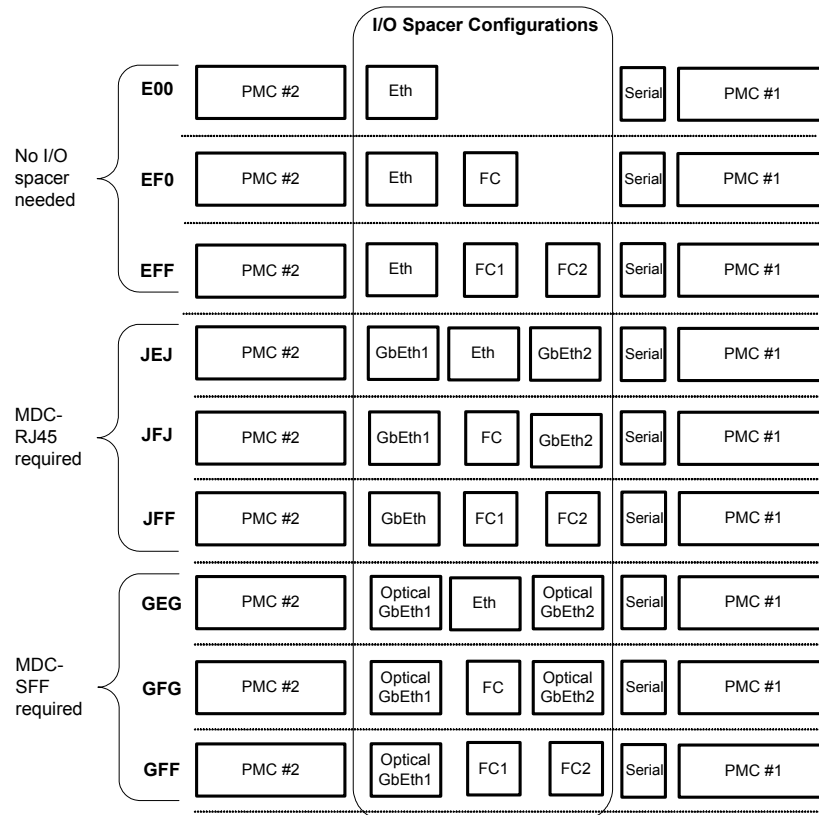 I/O Spacer Configurations
E00 PMC #2 Eth Serial PMC #1
No I/O
spacer
needed
EF0 PMC #2 Eth FC Serial PMC #1
EFF PMC #2 Eth FC1 FC2 Serial PMC #1
JEJ PMC #2 GbEth1 Eth GbEth2 Serial PMC #1
MDC-
RJ45
required
JFJ PMC #2 GbEth1 FC GbEth2 Serial PMC #1
JFF PMC #2 GbEth FC1 FC2 Serial PMC #1
GEG PMC #2 Optical
GbEth1 Eth Optical
GbEth2 Serial PMC #1
MDC-
SFF
required
GFG PMC #2 Optical
GbEth1 FC Optical
GbEth2 Serial PMC #1
GFF PMC #2 Optical
GbEth1 FC1 FC2 Serial PMC #1